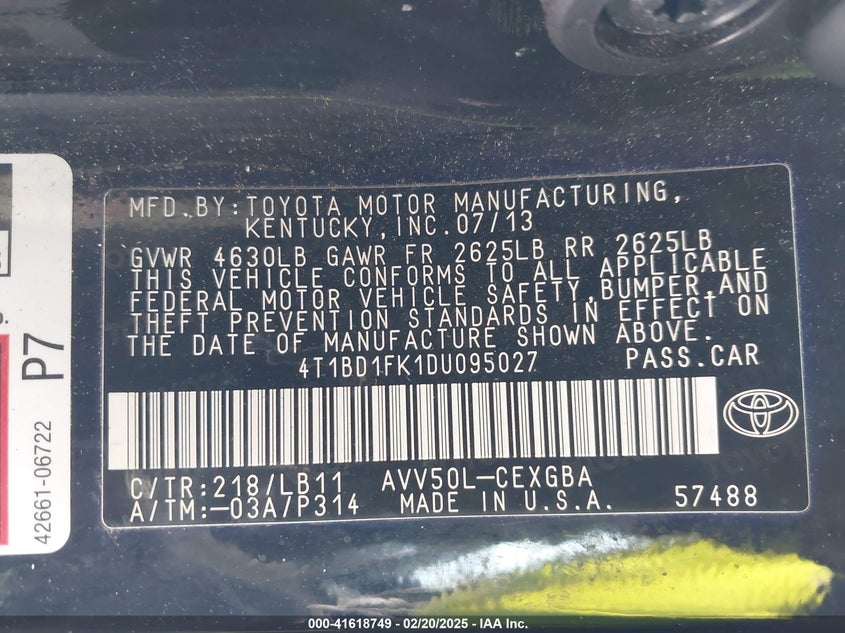 MFD.BY:TOYOTA MOTOR MANUFACTURING,
KENTUCKY,INC.07/13
GVWR 4630LB GAWR FR 2625LB RR 2625LB
THIS VEHICLE CONFORMS TO ALL APPLICABLE
FEDERAL MOTOR VEHICLE SAFETY,BUMPER,AND
THEFT PREVENTION STANDARDS IN EFFECT ON
THE DATE OF MANUFACTURE SHOWN ABOVE.
4T1BD1FK1DU095027 PASS.CAR
C/TR:218/LB11 AVV50L-CEXGBA
A/TM:-03A/P314 MADE IN U.S.A. 57488
P7
42661-06722
000-41618749 - 02/20/2025 - IAA Inc.